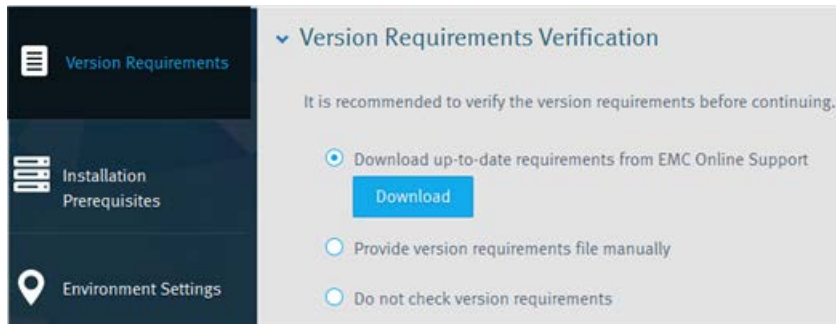 Version Requirements
Installation
Prerequisites
Environment Settings
Version Requirements Verification
It is recommended to verify the version requirements before continuing.
Download up-to-date requirements from EMC Online Support
Download
Provide version requirements file manually
Do not check version requirements